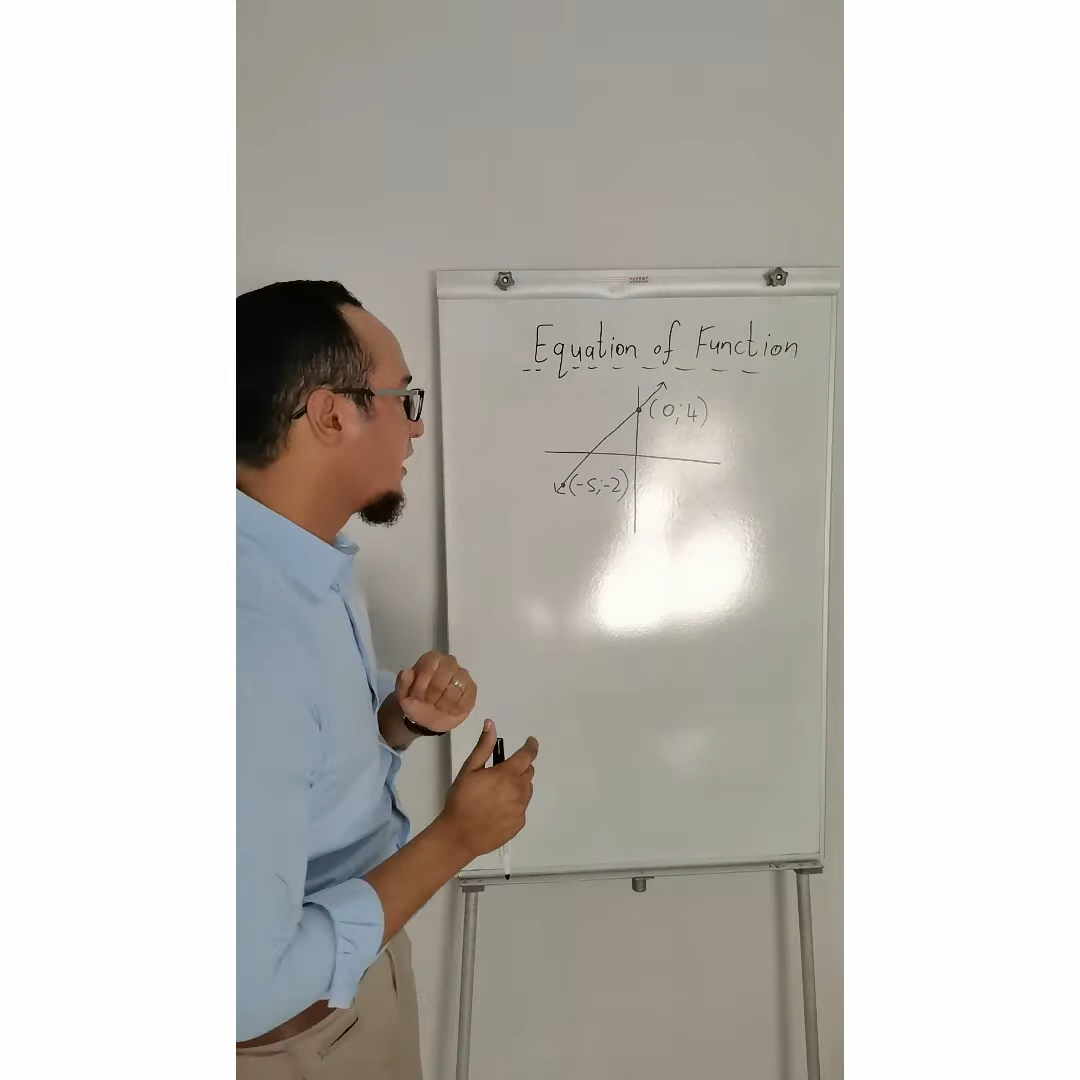 Equation of Function
(0;4)
(-5;-2)